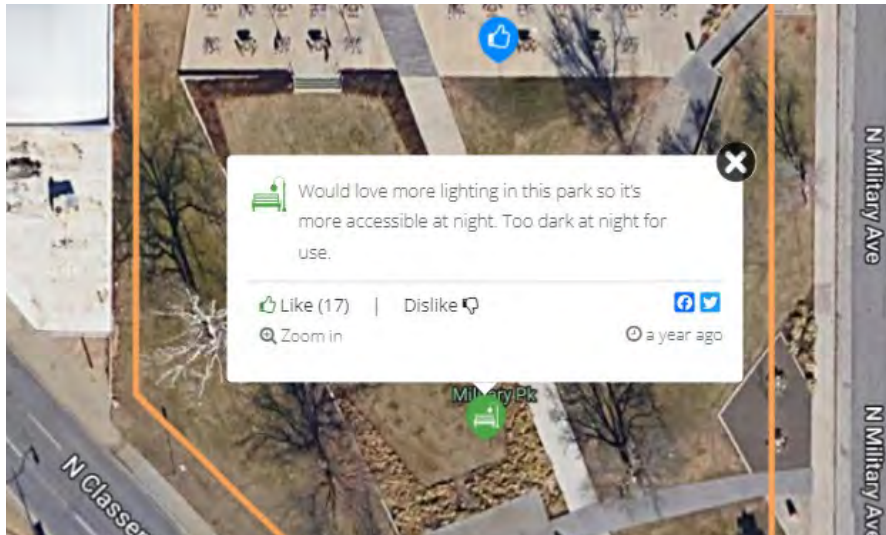 N Military Ave
Would love more lighting in this park so it's
more accessible at night. Too dark at night for
use.
Like (17) | Dislike
Zoom in
a year ago
Military Pk
N Military Ave
N Classen